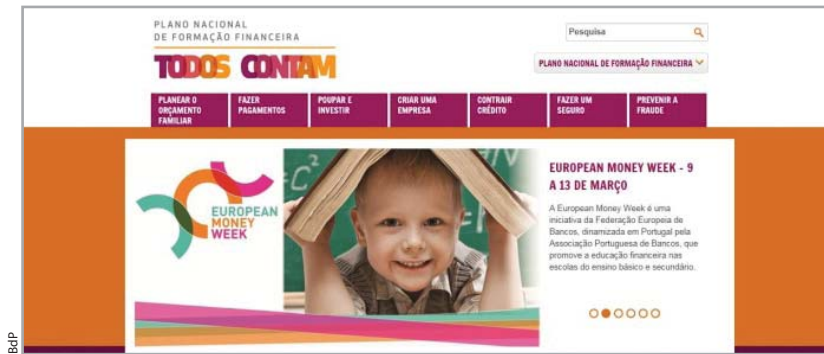 PLANO NACIONAL
DE FORMAÇÃO FINANCEIRA
TODOS CONTAM
Pesquisa
PLANO NACIONAL DE FORMAÇÃO FINANCEIRA
PLANEAR O
ORÇAMENTO
FAMILIAR
FAZER
PAGAMENTOS
POUPAR E
INVESTIR
CRIAR UMA
EMPRESA
CONTRAIR
CRÉDITO
FAZER UM
SEGURO
PREVENIR A
FRAUDE
EUROPEAN
MONEY
WEEK
C²
EUROPEAN MONEY WEEK - 9
A 13 DE MARÇO
A European Money Week é uma
iniciativa da Federação Europeia de
Bancos, dinamizada em Portugal pela
Associação Portuguesa de Bancos, que
promove a educação financeira nas
escolas do ensino básico e secundário.
BdP